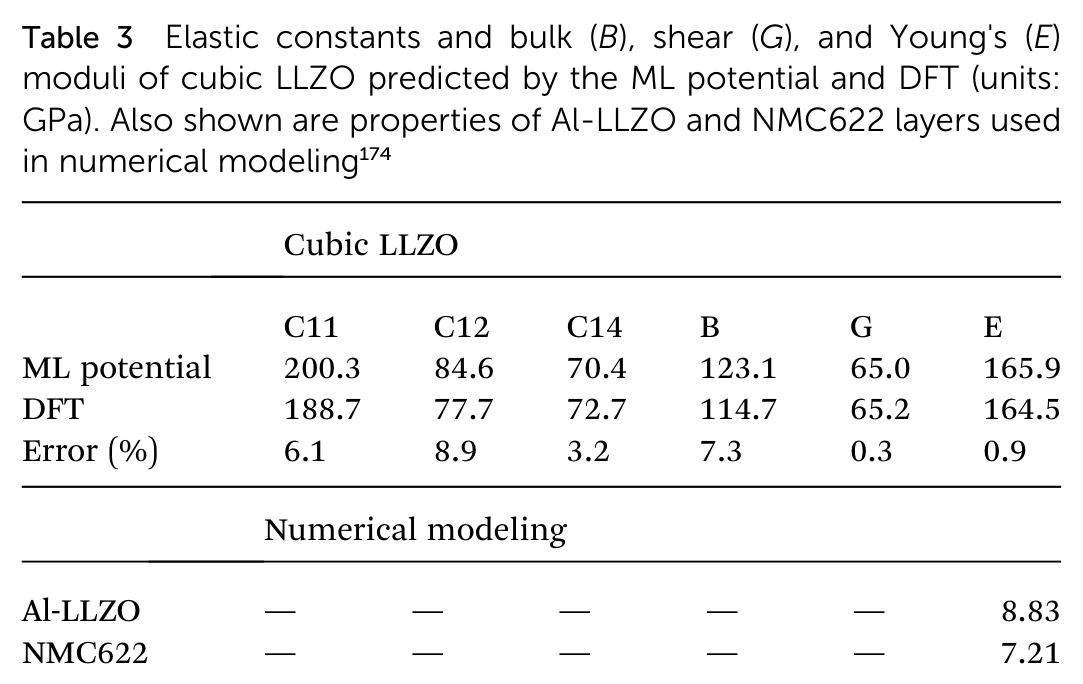 Table 3 Elastic constants and bulk (B), shear (G), and Young's (E)
moduli of cubic LLZO predicted by the ML potential and DFT (units:
GPa). Also shown are properties of Al-LLZO and NMC622 layers used
in numerical modeling¹⁷⁴
Cubic LLZO
C11 C12 C14 B G E
ML potential 200.3 84.6 70.4 123.1 65.0 165.9
DFT 188.7 77.7 72.7 114.7 65.2 164.5
Error (%) 6.1 8.9 3.2 7.3 0.3 0.9
Numerical modeling
Al-LLZO — — — — — 8.83
NMC622 — — — — — 7.21